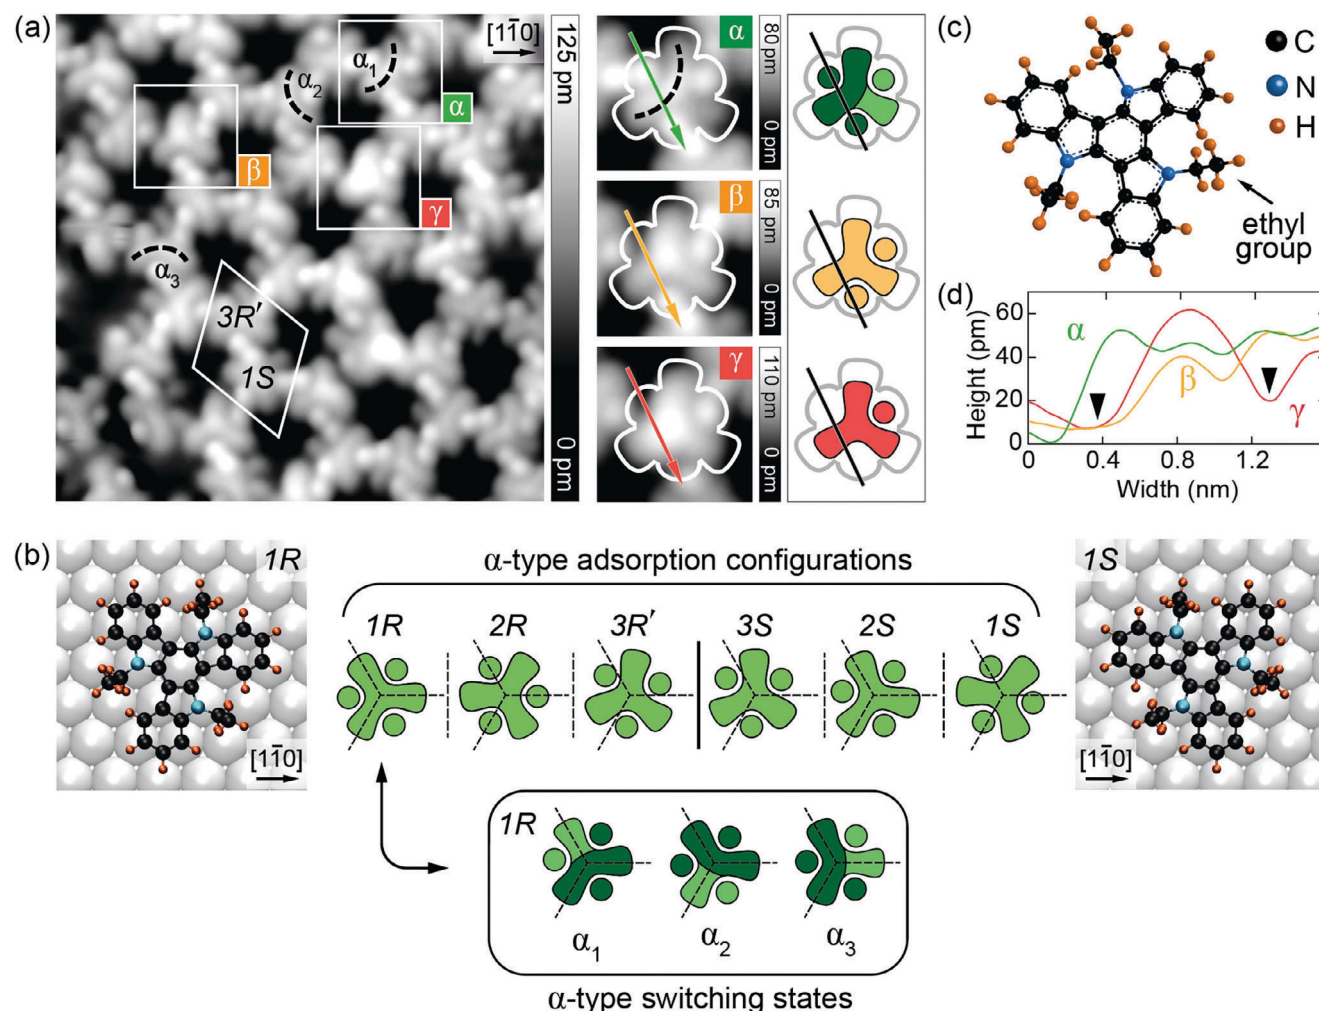 (a)
α₁
α₂
α₃
[11̅0]
α
β
γ
3R′
1S
125 pm
0 pm
α
80 pm
0 pm
β
85 pm
0 pm
γ
110 pm
0 pm
(c)
C
N
H
ethyl
group
(d)
Height (pm)
60
40
20
0
α
β
γ
0
0.4
0.8
1.2
Width (nm)
(b)
1R
[11̅0]
α-type adsorption configurations
1R 2R 3R′ 3S 2S 1S
1S
[11̅0]
1R
α₁ α₂ α₃
α-type switching states